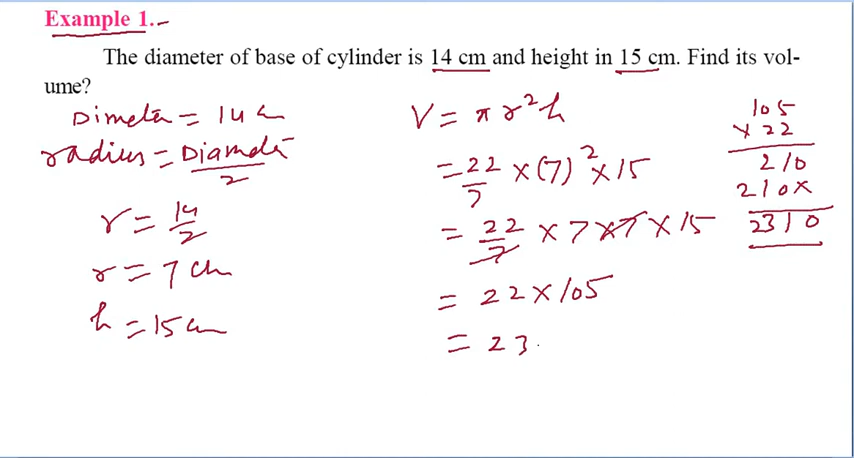 Example 1.-
The diameter of base of cylinder is 14 cm and height in 15 cm. Find its vol-
ume?
Dimeter = 14 cm
radius = Diameter/2
r = 14/2
r = 7 cm
h = 15 cm
V = π r² h
= 22/7 × (7)² × 15
= 22/7 × 7 × 7 × 15
= 22 × 105
= 23
105
× 22
210
210×
2310